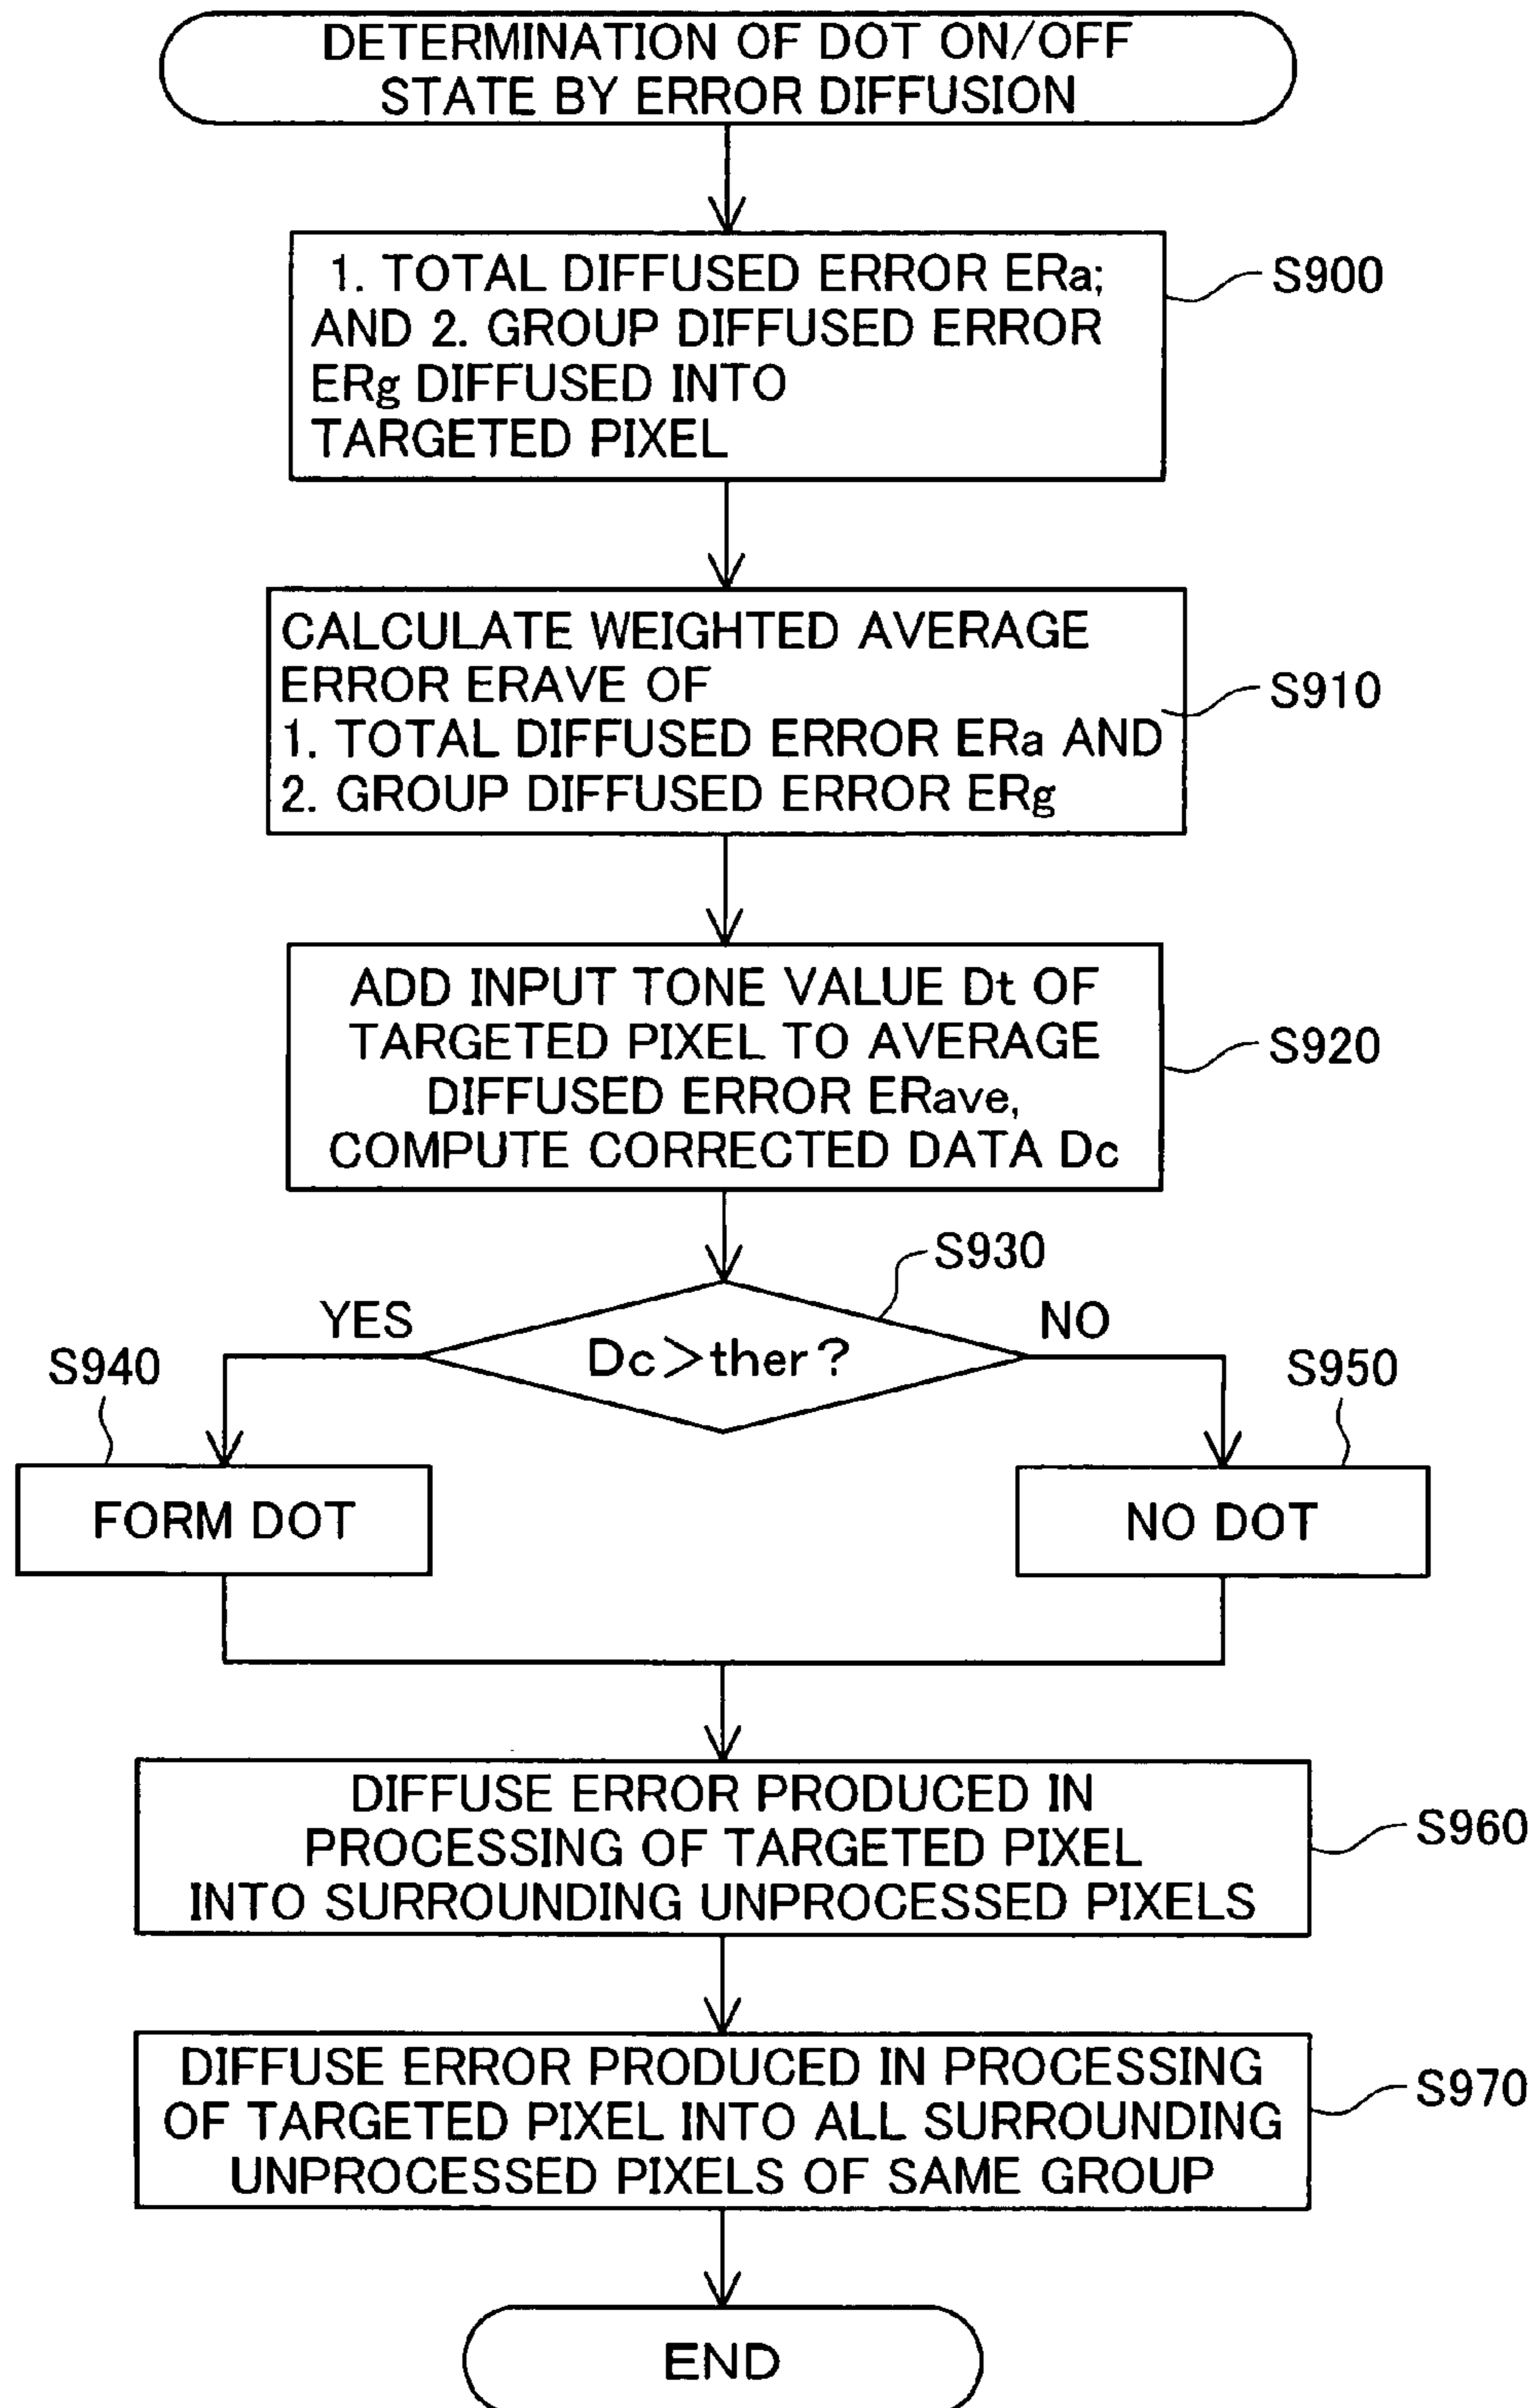 DETERMINATION OF DOT ON/OFF
STATE BY ERROR DIFFUSION
1. TOTAL DIFFUSED ERROR ERa;
AND 2. GROUP DIFFUSED ERROR
ERg DIFFUSED INTO
TARGETED PIXEL
S900
CALCULATE WEIGHTED AVERAGE
ERROR ERAVE OF
1. TOTAL DIFFUSED ERROR ERa AND
2. GROUP DIFFUSED ERROR ERg
S910
ADD INPUT TONE VALUE Dt OF
TARGETED PIXEL TO AVERAGE
DIFFUSED ERROR ERave,
COMPUTE CORRECTED DATA Dc
S920
S930
YES
Dc>ther?
NO
S940
S950
FORM DOT
NO DOT
DIFFUSE ERROR PRODUCED IN
PROCESSING OF TARGETED PIXEL
INTO SURROUNDING UNPROCESSED PIXELS
S960
DIFFUSE ERROR PRODUCED IN PROCESSING
OF TARGETED PIXEL INTO ALL SURROUNDING
UNPROCESSED PIXELS OF SAME GROUP
S970
END